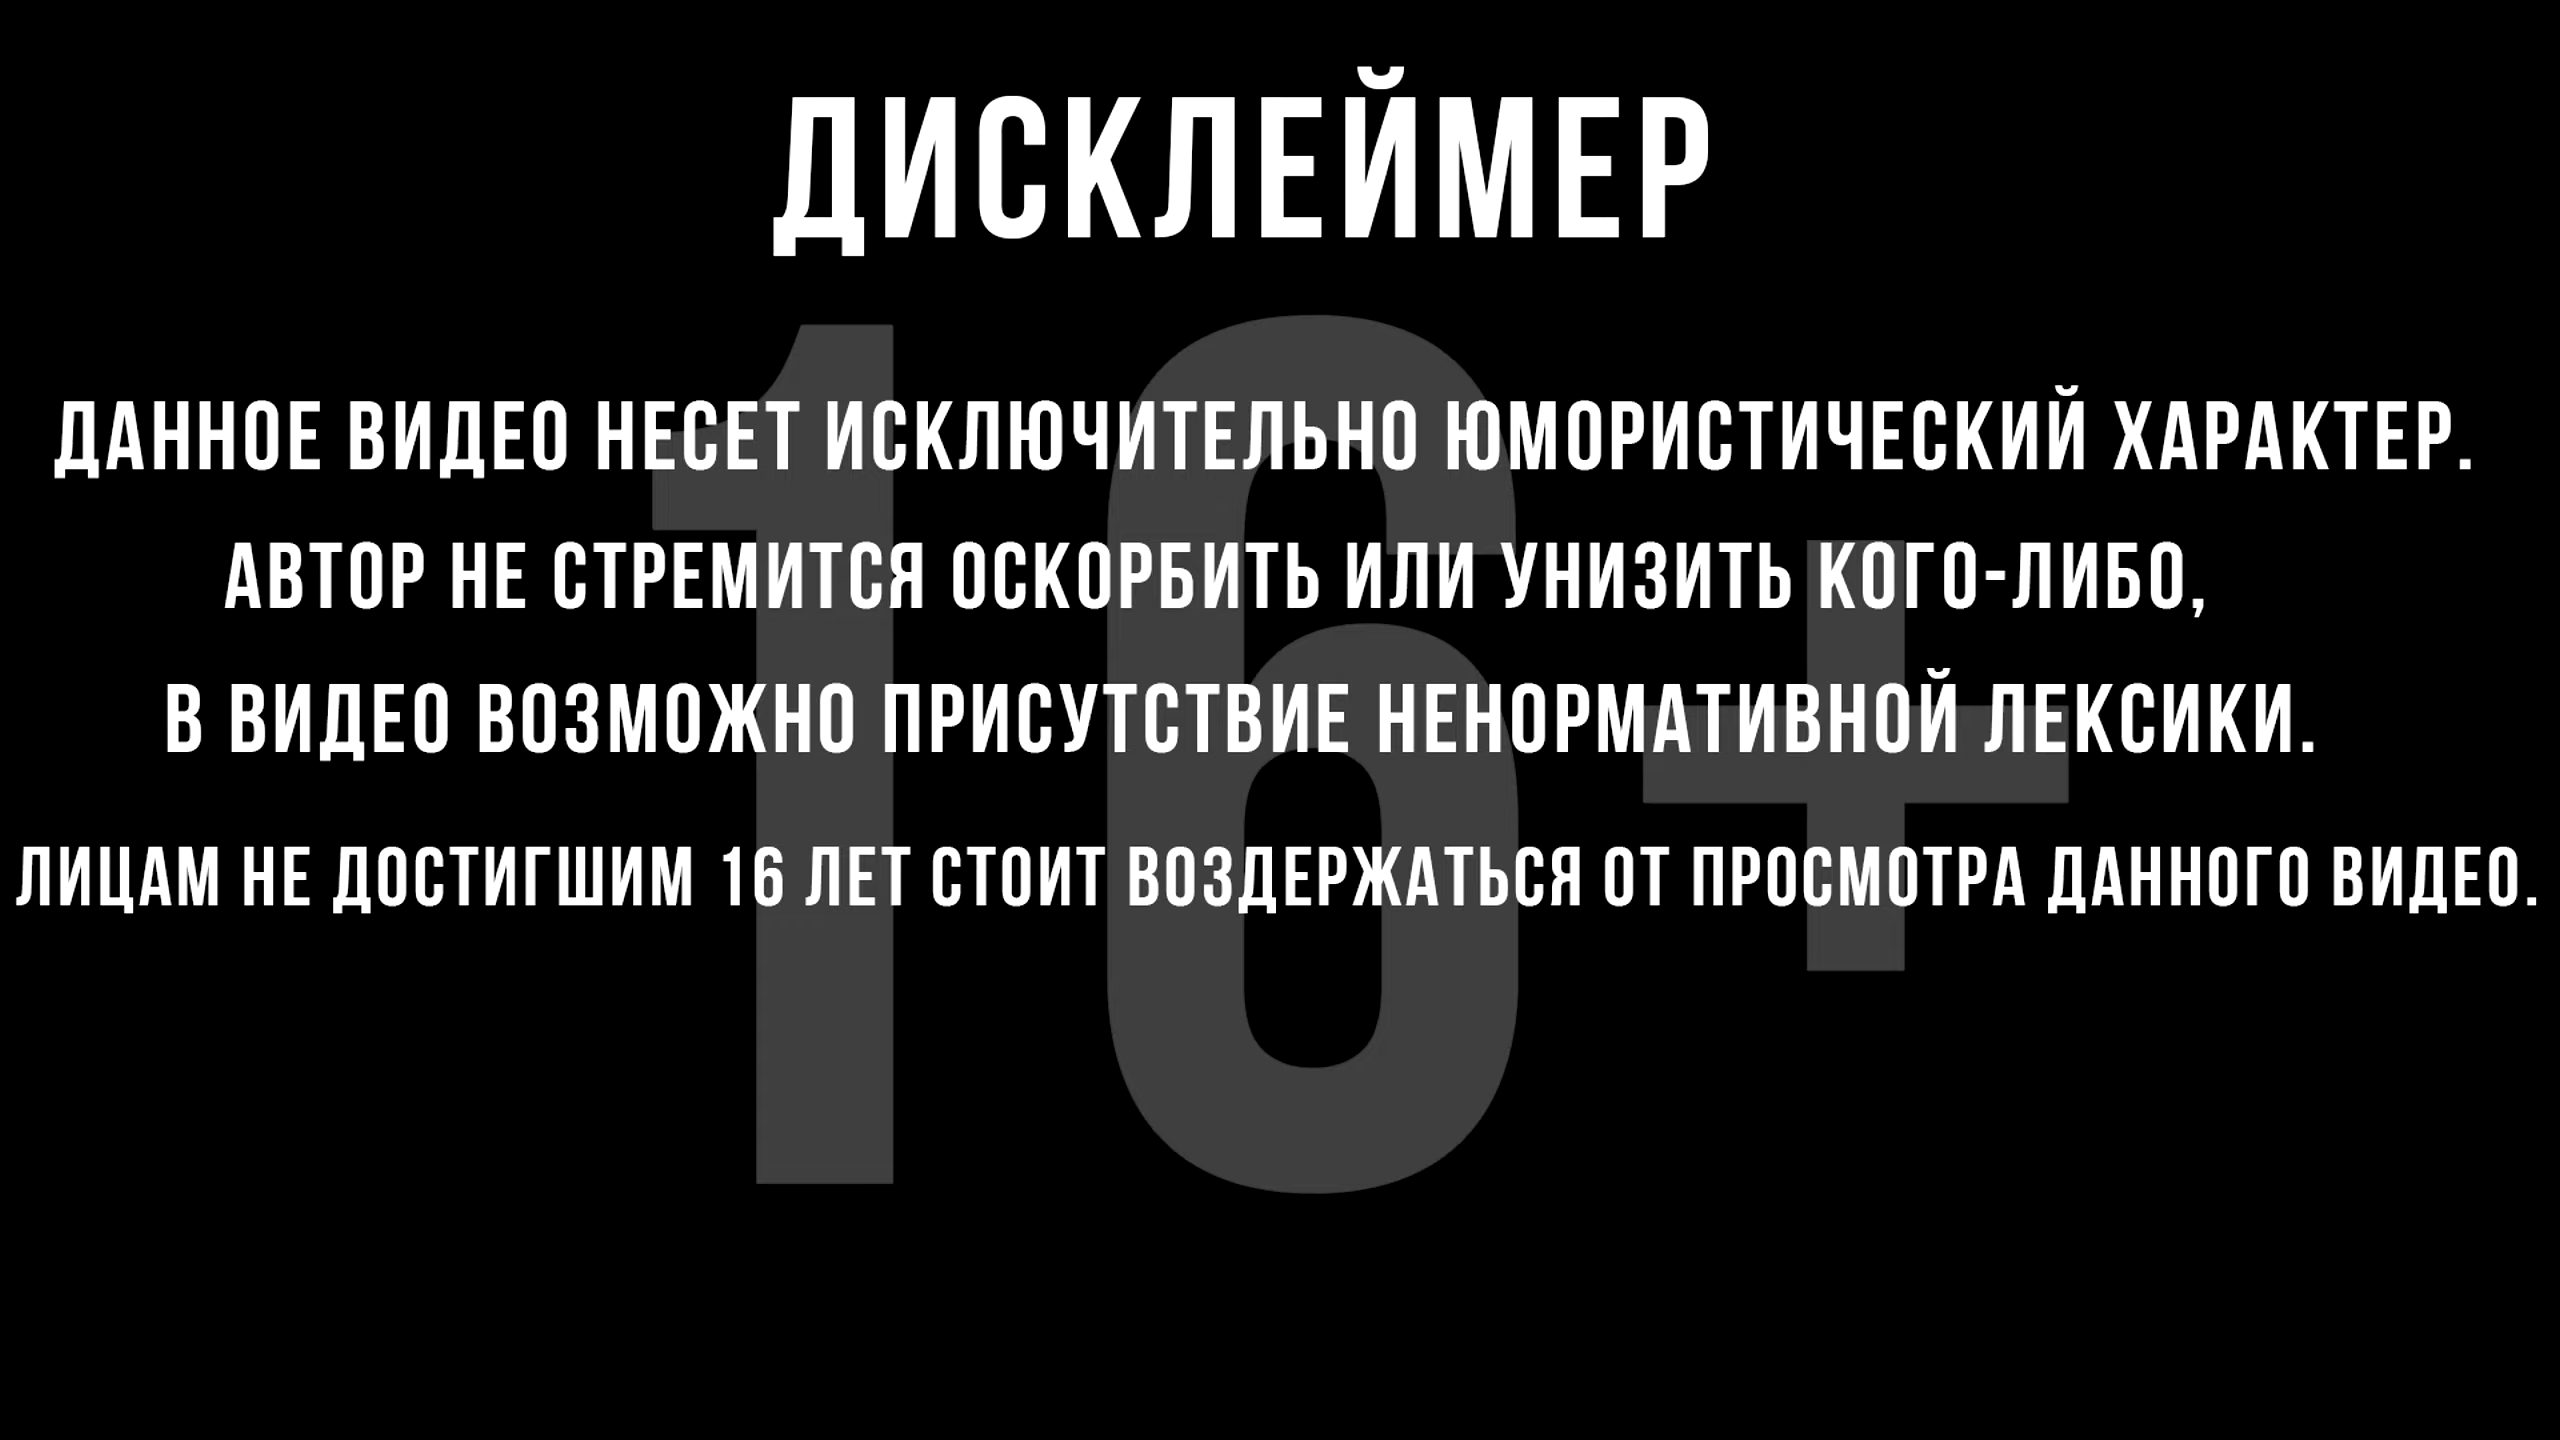 ДИСКЛЕЙМЕР
ДАННОЕ ВИДЕО НЕСЕТ ИСКЛЮЧИТЕЛЬНО ЮМОРИСТИЧЕСКИЙ ХАРАКТЕР.
АВТОР НЕ СТРЕМИТСЯ ОСКОРБИТЬ ИЛИ УНИЗИТЬ КОГО-ЛИБО,
В ВИДЕО ВОЗМОЖНО ПРИСУТСТВИЕ НЕНОРМАТИВНОЙ ЛЕКСИКИ.
ЛИЦАМ НЕ ДОСТИГШИМ 16 ЛЕТ СТОИТ ВОЗДЕРЖАТЬСЯ ОТ ПРОСМОТРА ДАННОГО ВИДЕО.
16+